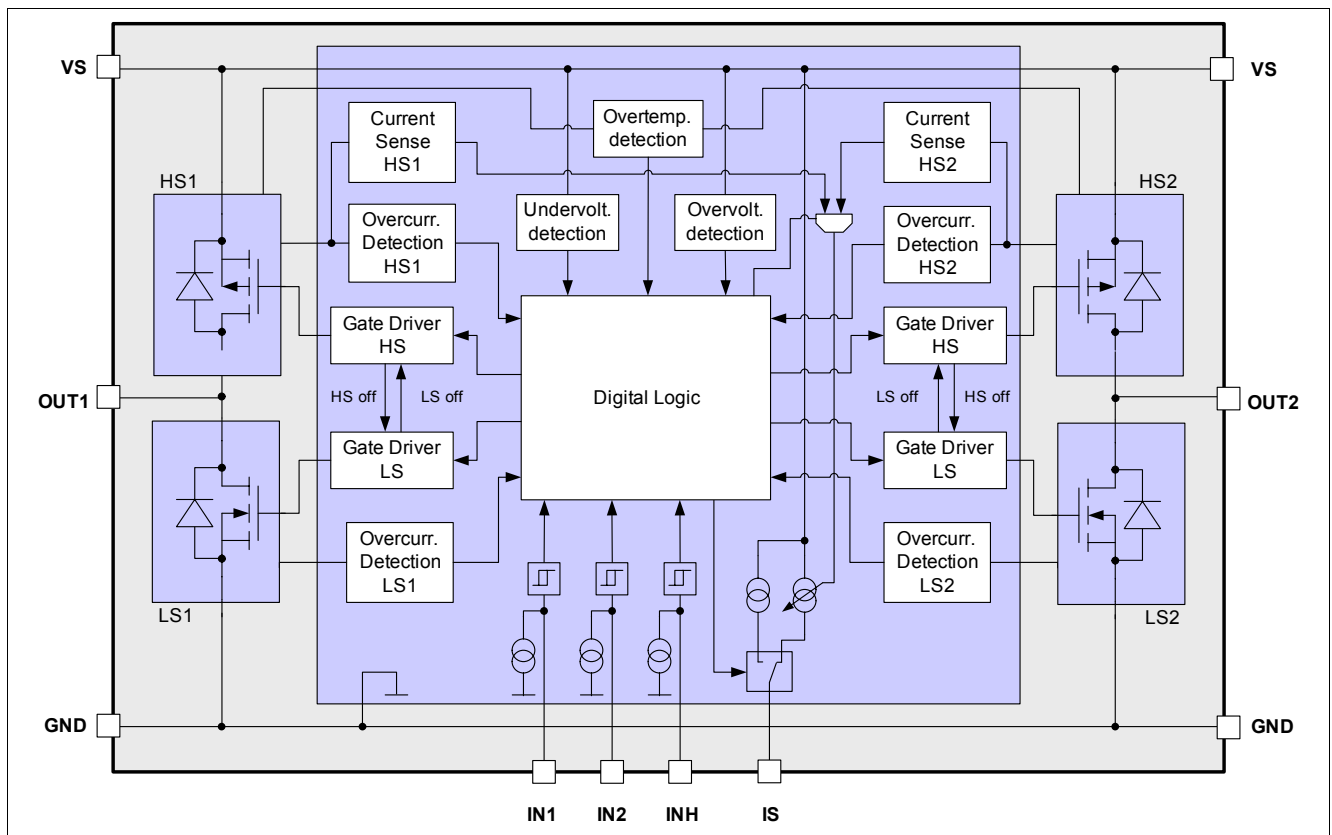 VS
VS
Current
Sense
HS1
Overtemp.
detection
Current
Sense
HS2
HS1
HS2
Overcurr.
Detection
HS1
Undervolt.
detection
Overvolt.
detection
Overcurr.
Detection
HS2
Gate Driver
HS
Gate Driver
HS
HS off
LS off
Digital Logic
LS off
HS off
OUT1
OUT2
Gate Driver
LS
Gate Driver
LS
Overcurr.
Detection
LS1
Overcurr.
Detection
LS2
LS1
LS2
GND
GND
IN1
IN2
INH
IS